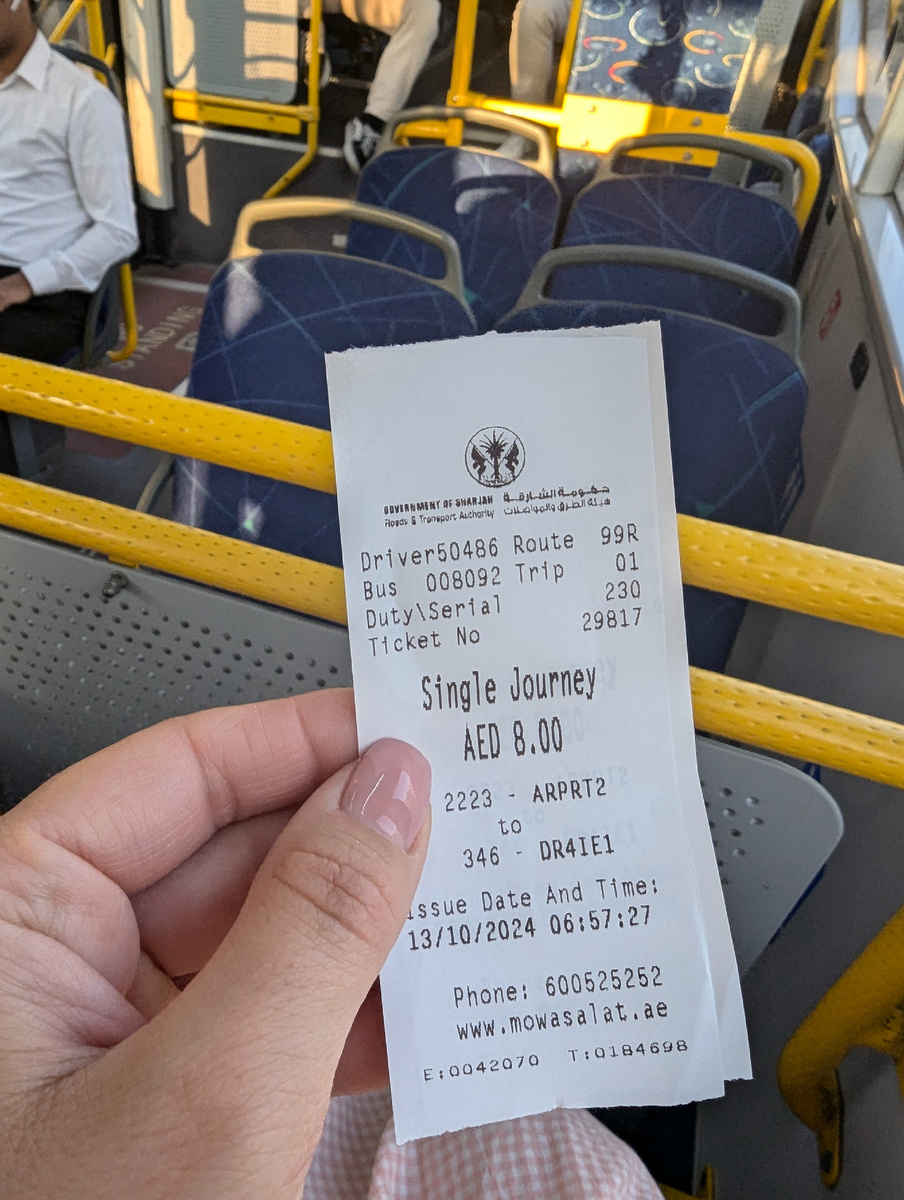 STANDING
GOVERNMENT OF SHARJAH حكومة الشارقة
Roads & Transport Authority هيئة الطرق والمواصلات
Driver50486 Route 99R
Bus 008092 Trip 01
Duty\Serial 230
Ticket No 29817
Single Journey
AED 8.00
2223 - ARPRT2
to
346 - DR4IE1
Issue Date And Time:
13/10/2024 06:57:27
Phone: 600525252
www.mowasalat.ae
E:0042070 T:0184698